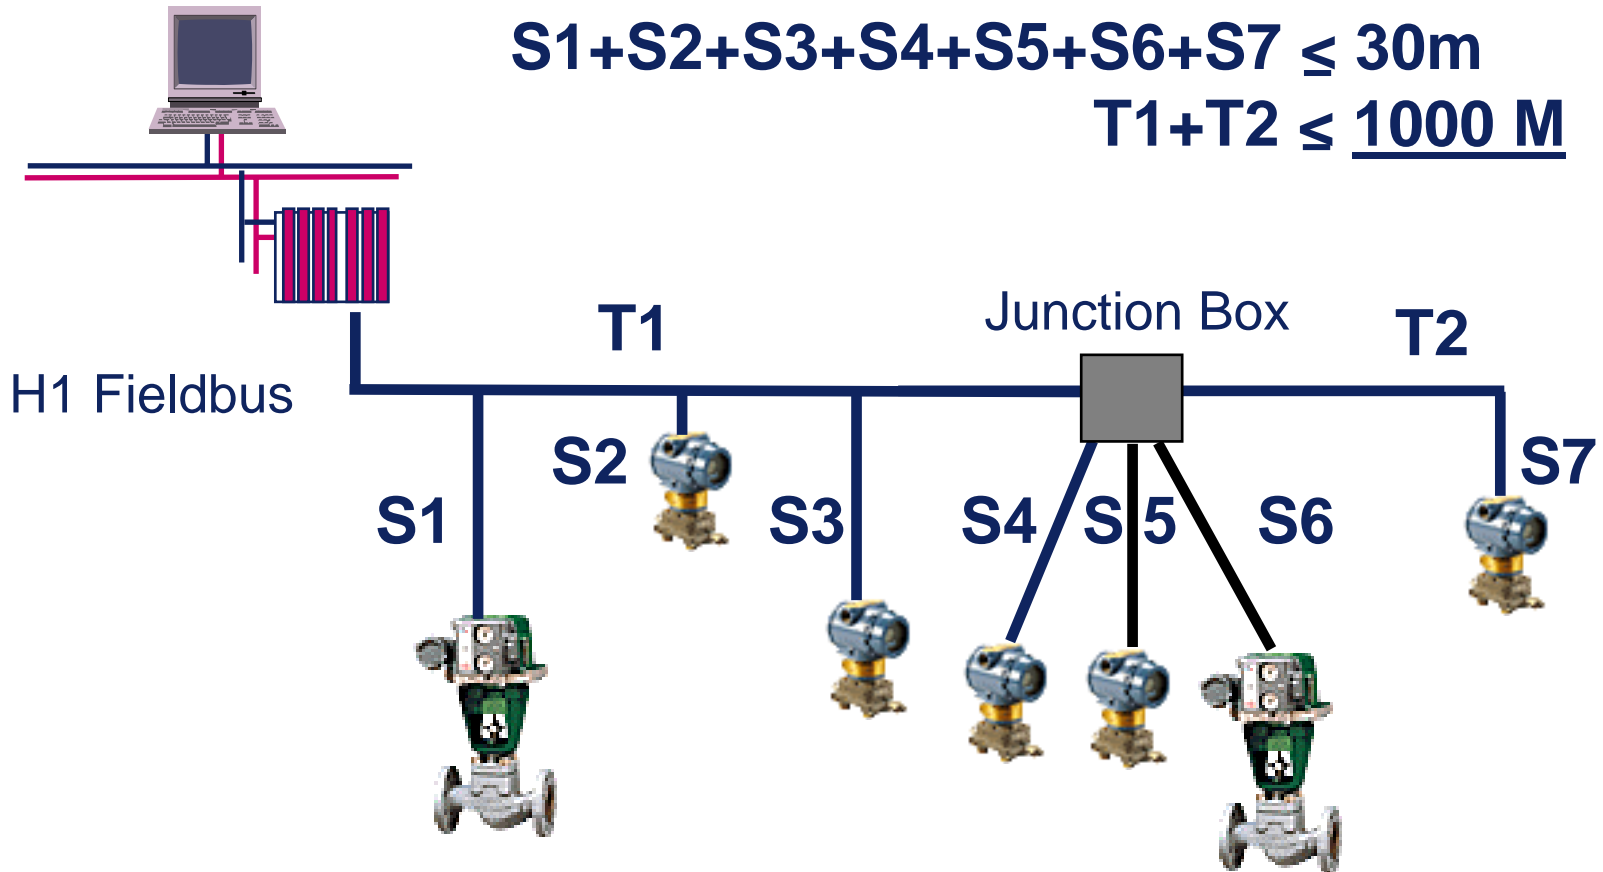 S1+S2+S3+S4+S5+S6+S7 ≤ 30m
T1+T2 ≤ 1000 M
T1
Junction Box
T2
H1 Fieldbus
S2
S7
S1
S3
S4
S 5
S6